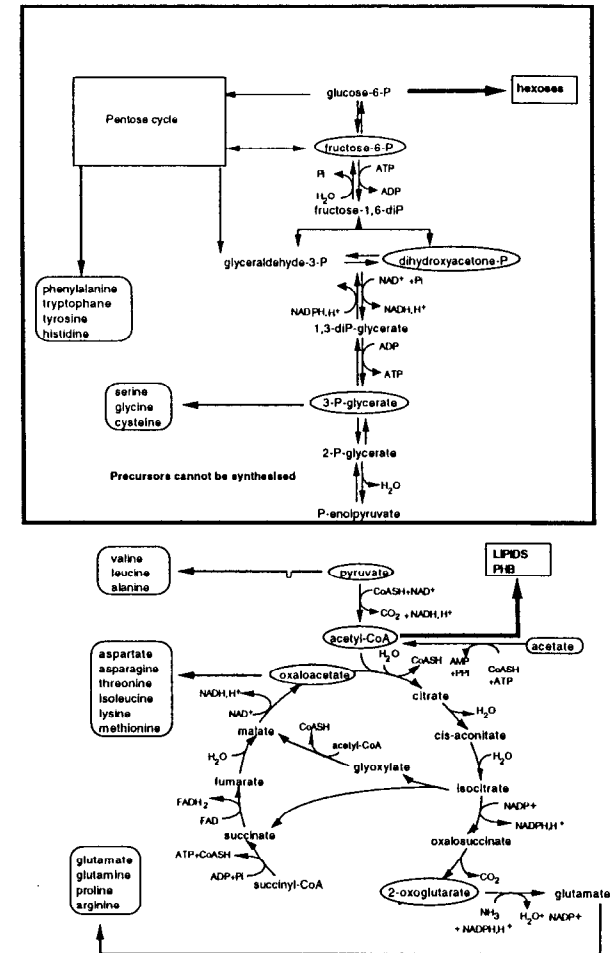 glucose-6-P
hexoses
Pentose cycle
fructose-6-P
Pi
ATP
H2O
ADP
fructose-1,6-diP
glyceraldehyde-3-P
dihydroxyacetone-P
phenylalanine
tryptophane
tyrosine
histidine
NAD+ +Pi
NADPH,H+
NADH,H+
1,3-diP-glycerate
ADP
ATP
serine
glycine
cysteine
3-P-glycerate
2-P-glycerate
Precursors cannot be synthesised
H2O
P-enolpyruvate
valine
leucine
alanine
pyruvate
LIPIDS
PHB
CoASH+NAD+
CO2 + NADH,H+
acetyl-CoA
acetate
H2O
CoASH
AMP
+PPi
CoASH
+ATP
aspartate
asparagine
threonine
isoleucine
lysine
methionine
oxaloacetate
citrate
NADH,H+
NAD+
H2O
malate
CoASH
cis-aconitate
acetyl-CoA
H2O
H2O
glyoxylate
fumarate
isocitrate
FADH2
FAD
NADP+
NADPH,H+
succinate
oxalosuccinate
ATP+CoASH
ADP+Pi
CO2
succinyl-CoA
glutamate
glutamine
proline
arginine
2-oxoglutarate
glutamate
NH3
+ NADPH,H+
H2O+ NADP+